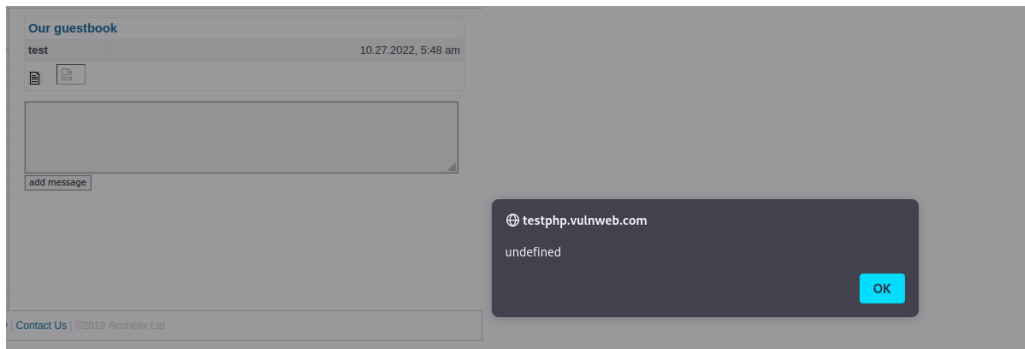 Our guestbook
test 10.27.2022, 5:48 am
add message
testphp.vulnweb.com
undefined
OK
| Contact Us | ©2019 Acunetix Ltd